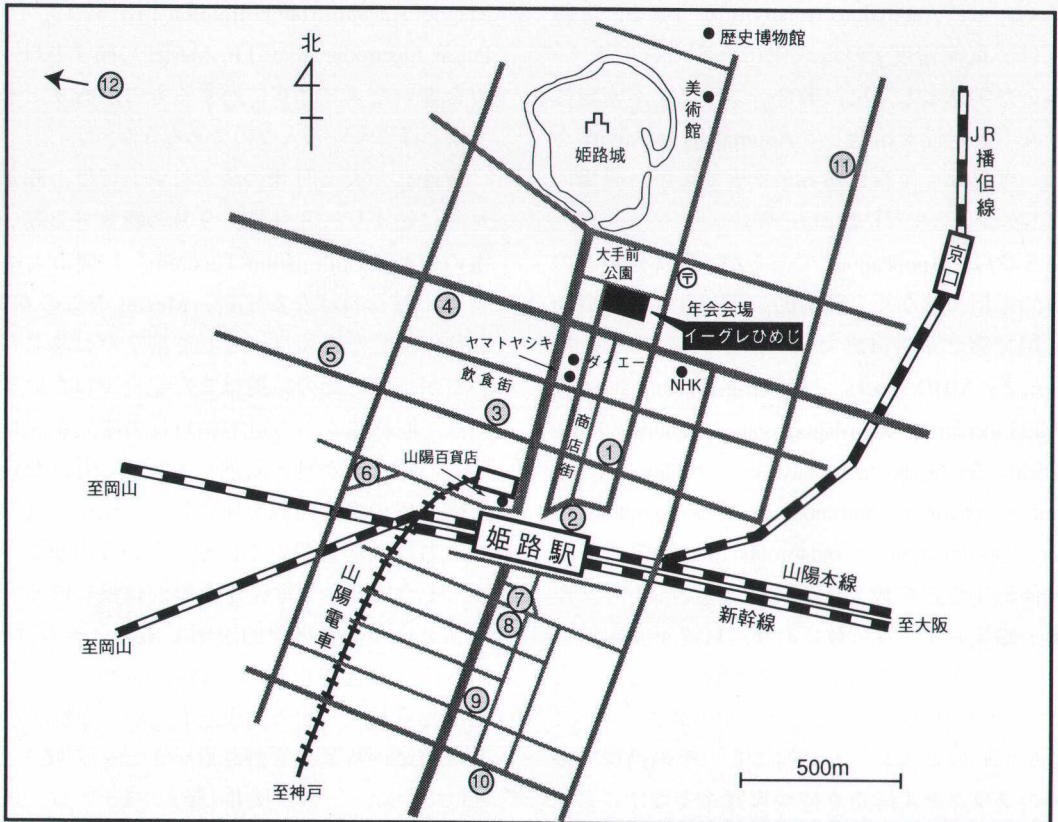 歴史博物館
北
⑫
美術館
JR播但線
姫路城
⑪
京口
大手前
公園
〒
④
年会会場
イーグレひめじ
ヤマトヤシキ
ダイエー
⑤
飲食街
NHK
③
商店街
①
山陽百貨店
⑥
至岡山
②
姫路駅
山陽本線
新幹線
至大阪
山陽電車
⑦
⑧
至岡山
⑨
⑩
至神戸
500m